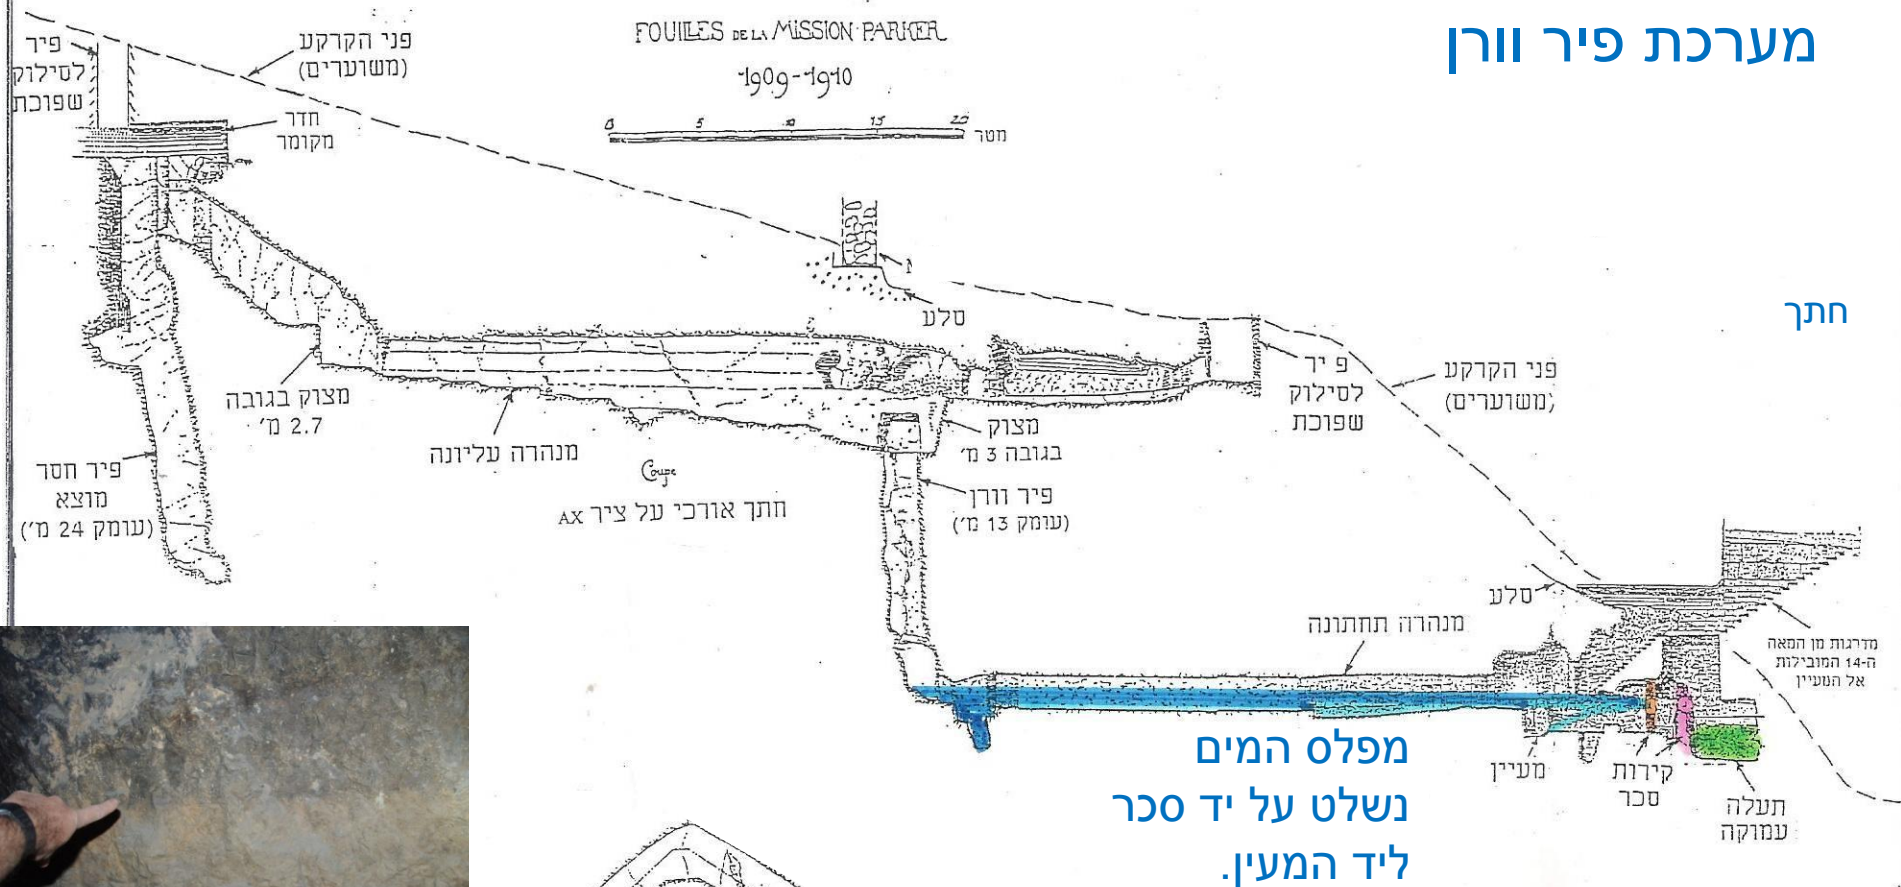 מערכת פיר וורן
FOUILLES DE LA MISSION PARKER
1909-1910
0 5 10 15 20 מטר
פיר
לסילוק
שפוכת
פני הקרקע
(משוערים)
חדר
מקומר
סלע
חתך
פיר
לסילוק
שפוכת
פני הקרקע
(משוערים)
מצוק בגובה
2.7 מ'
מנהרה עליונה
מצוק
בגובה 3 מ'
פיר חסר
מוצא
(עומק 24 מ')
Coupe
חתך אורכי על ציר AX
פיר וורן
(עומק 13 מ')
סלע
מנהרה תחתונה
מדריגות מן המאה
ה-14 המובילות
אל המעיין
מעיין
קירות
סכר
תעלה
עמוקה
מפלס המים
נשלט על יד סכר
ליד המעין.